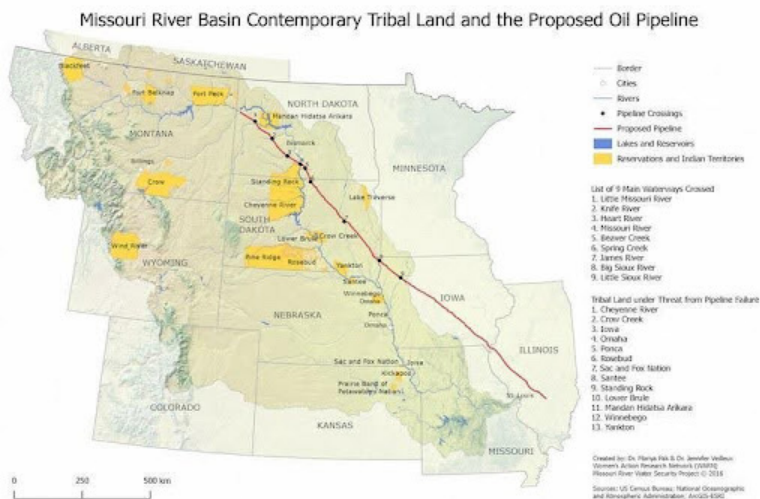 Missouri River Basin Contemporary Tribal Land and the Proposed Oil Pipeline
ALBERTA
SASKATCHEWAN
Blackfeet
Fort Belknap
Fort Peck
NORTH DAKOTA
Mandan Hidatsa Arikara
MONTANA
Bismarck
MINNESOTA
Billings
Crow
Standing Rock
Cheyenne River
Lake Traverse
SOUTH
DAKOTA
Lower Brule
Crow Creek
Wind River
Pine Ridge
Rosebud
Yankton
WYOMING
Santee
Winnebago
Omaha
IOWA
NEBRASKA
Ponca
Omaha
ILLINOIS
Sac and Fox Nation
Iowa
Kickapoo
Prairie Band of
Potawatomi Nation
St. Louis
COLORADO
KANSAS
MISSOURI
0 250 500 km
Border
Cities
Rivers
Pipeline Crossings
Proposed Pipeline
Lakes and Reservoirs
Reservations and Indian Territories
List of 9 Main Waterways Crossed
1. Little Missouri River
2. Knife River
3. Heart River
4. Missouri River
5. Beaver Creek
6. Spring Creek
7. James River
8. Big Sioux River
9. Little Sioux River
Tribal Land under Threat from Pipeline Failure
1. Cheyenne River
2. Crow Creek
3. Iowa
4. Omaha
5. Ponca
6. Rosebud
7. Sac and Fox Nation
8. Santee
9. Standing Rock
10. Lower Brule
11. Mandan Hidatsa Arikara
12. Winnebego
13. Yankton
Created by: Dr. Mariya Pak & Dr. Jennifer Veilleux
Women's Action Research Network (WARN)
Missouri River Water Security Project © 2016
Sources: US Census Bureau; National Oceanographic
and Atmospheric Administration; ArcGIS-ESRI